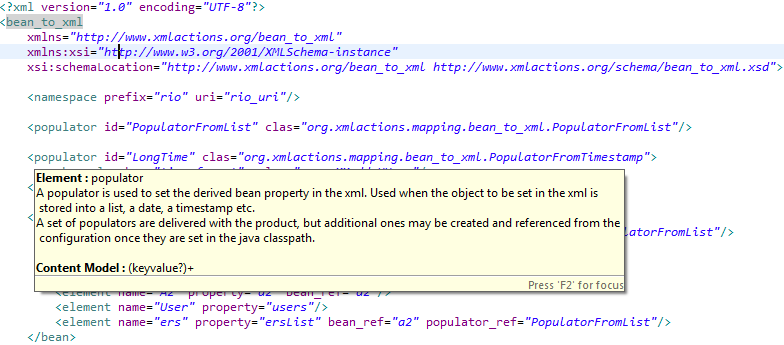 <?xml version="1.0" encoding="UTF-8"?>
<bean_to_xml
xmlns="http://www.xmlactions.org/bean_to_xml"
xmlns:xsi="http://www.w3.org/2001/XMLSchema-instance"
xsi:schemaLocation="http://www.xmlactions.org/bean_to_xml http://www.xmlactions.org/schema/bean_to_xml.xsd">
<namespace prefix="rio" uri="rio_uri"/>
<populator id="PopulatorFromList" clas="org.xmlactions.mapping.bean_to_xml.PopulatorFromList"/>
<populator id="LongTime" clas="org.xmlactions.mapping.bean_to_xml.PopulatorFromTimestamp">
Element : populator
A populator is used to set the derived bean property in the xml. Used when the object to be set in the xml is
stored into a list, a date, a timestamp etc.
A set of populators are delivered with the product, but additional ones may be created and referenced from the
latorFromList"/>
configuration once they are set in the java classpath.
Content Model : (keyvalue?)+
Press 'F2' for focus
<element name="A2" property="a2" bean_ref="a2"/>
<element name="User" property="users"/>
<element name="ers" property="ersList" bean_ref="a2" populator_ref="PopulatorFromList"/>
</bean>